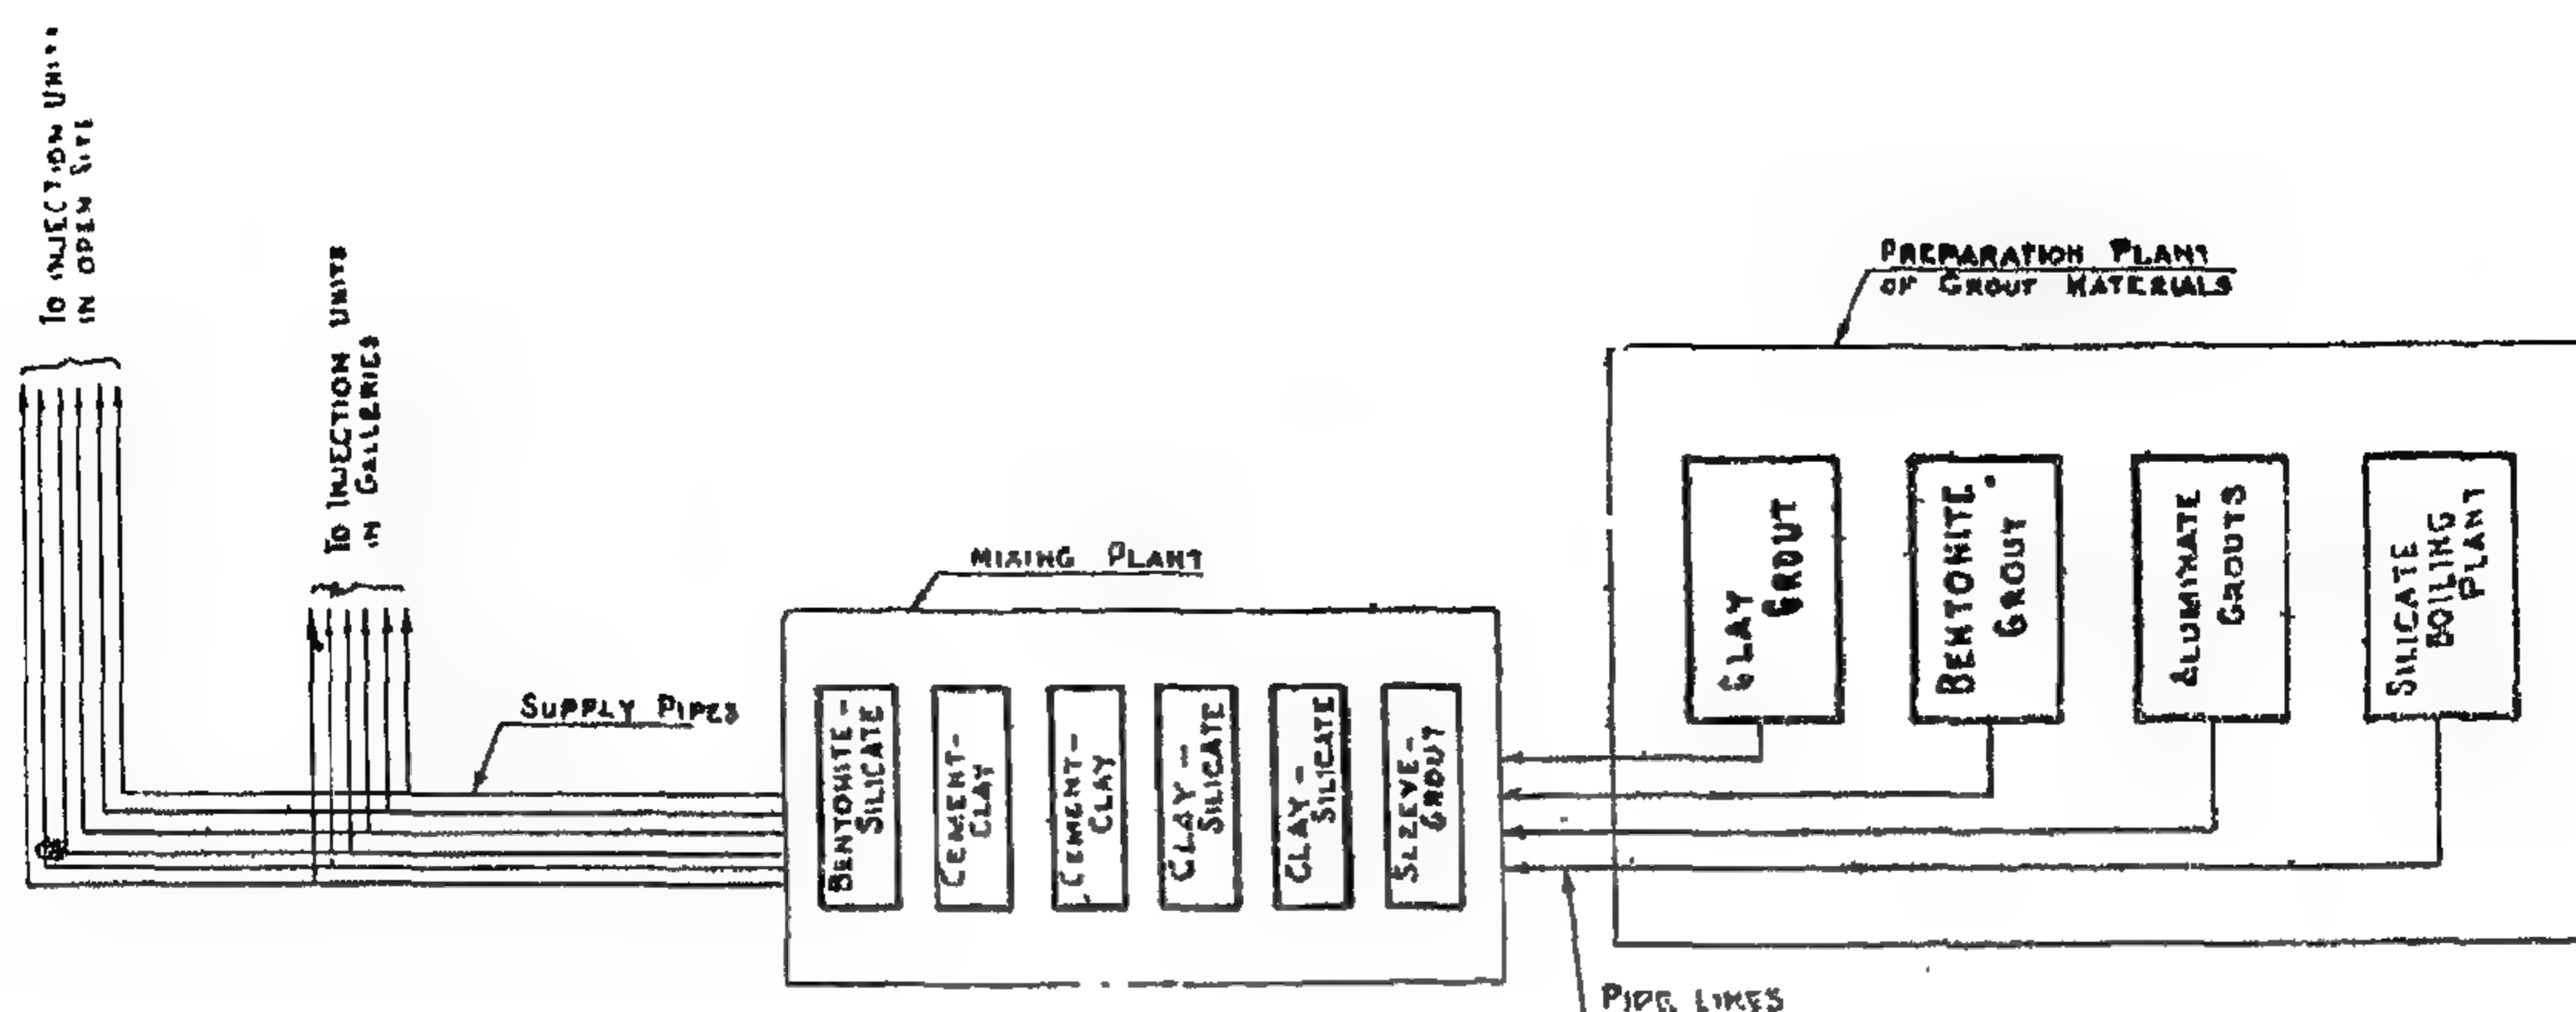 To INJECTION UNITS
IN OPEN SITE
To INJECTION UNITS
IN GALLERIES
SUPPLY PIPES
MIXING PLANT
BENTONITE-
SILICATE
CEMENT-
CLAY
CEMENT-
CLAY
CLAY-
SILICATE
CLAY-
SILICATE
SLEEVE-
GROUT
PREPARATION PLANT
OF GROUT MATERIALS
CLAY
GROUT
BENTONITE.
GROUT
ALUMINATE
GROUTS
SILICATE
BOILING
PLANT
PIPE LINES